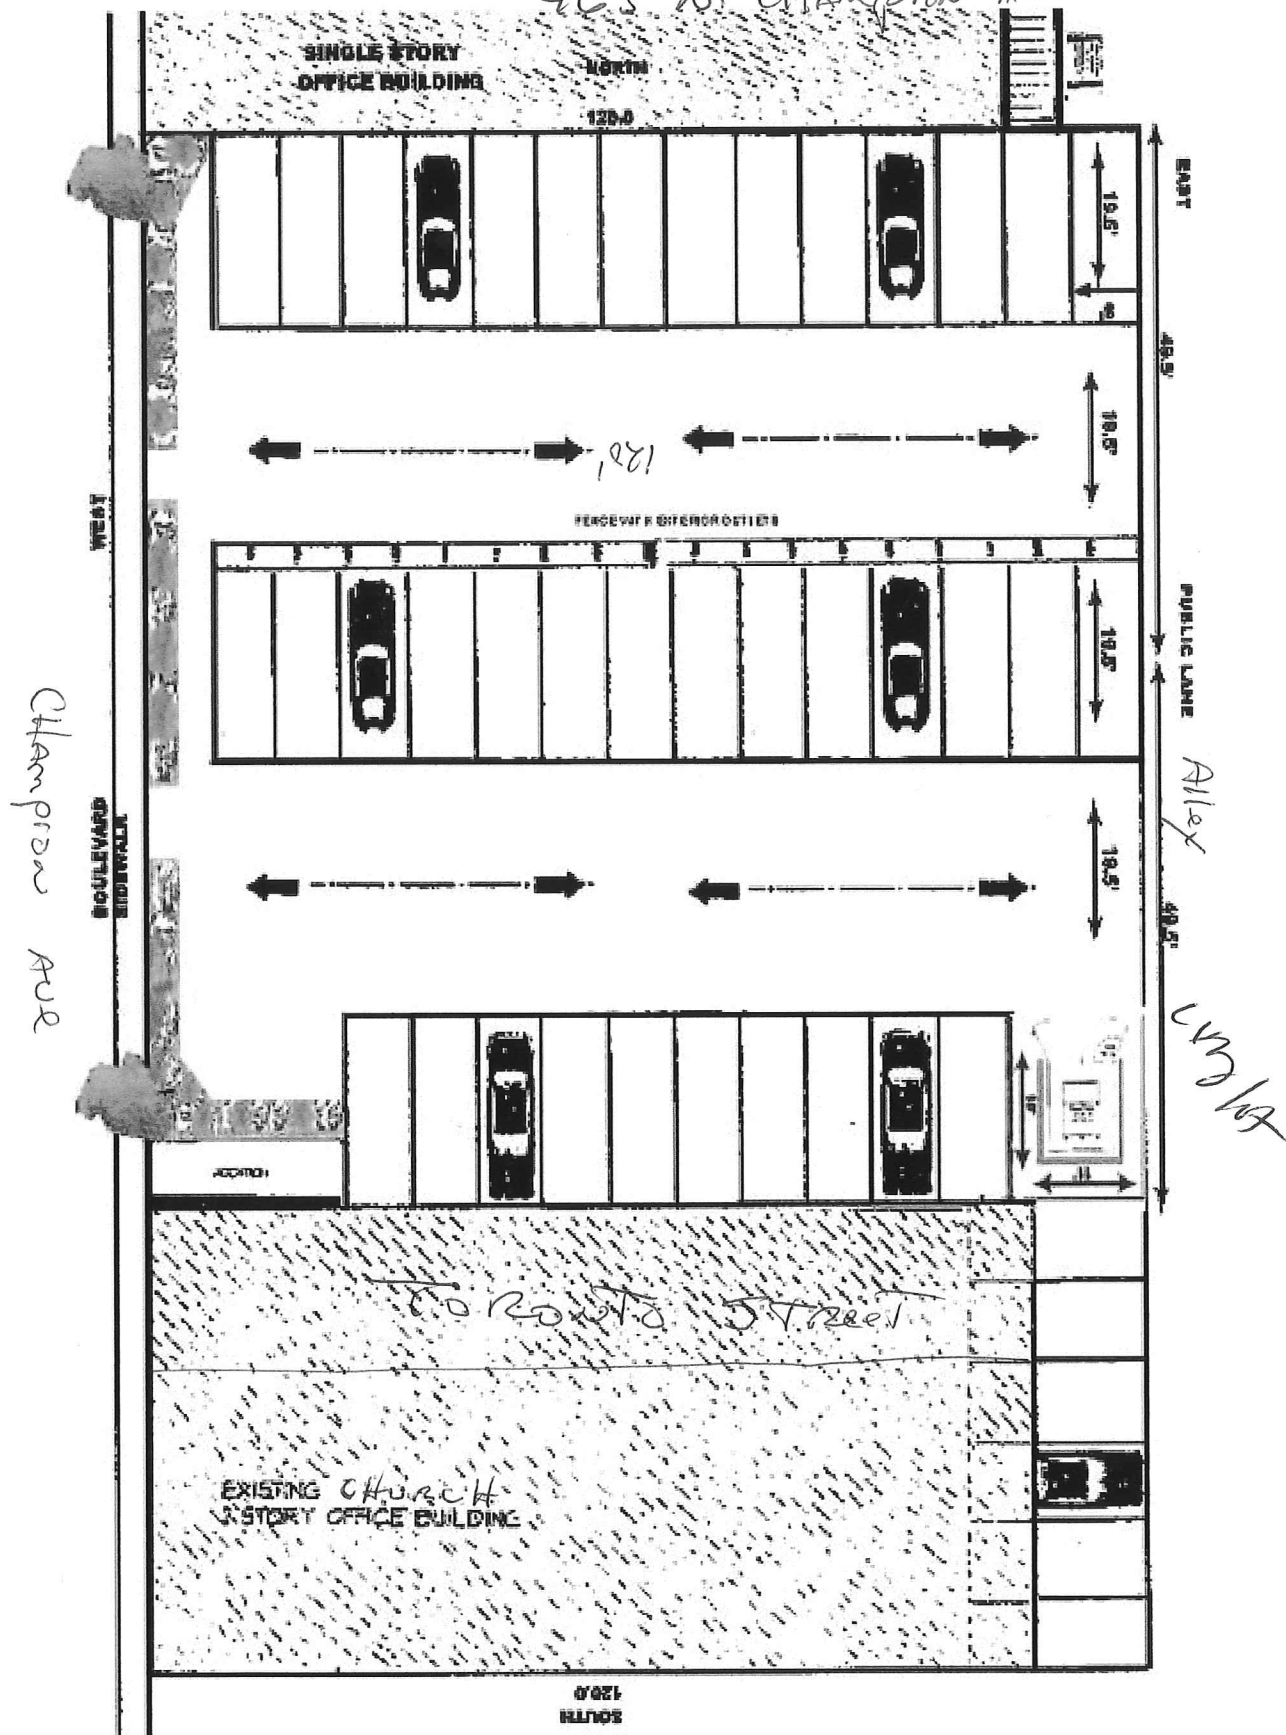 SINGLE STORY
OFFICE BUILDING
NORTH
120.0
EAST
19.5'
49.5'
19.5'
120'
WEST
19.5'
PUBLIC LANE
Alley
CHAmpion AVE
BOULEVARD
SIDEWALK
19.5'
49.5'
TORONTO STREET
EXISTING CHURCH
STORY OFFICE BUILDING
120.0
SOUTH